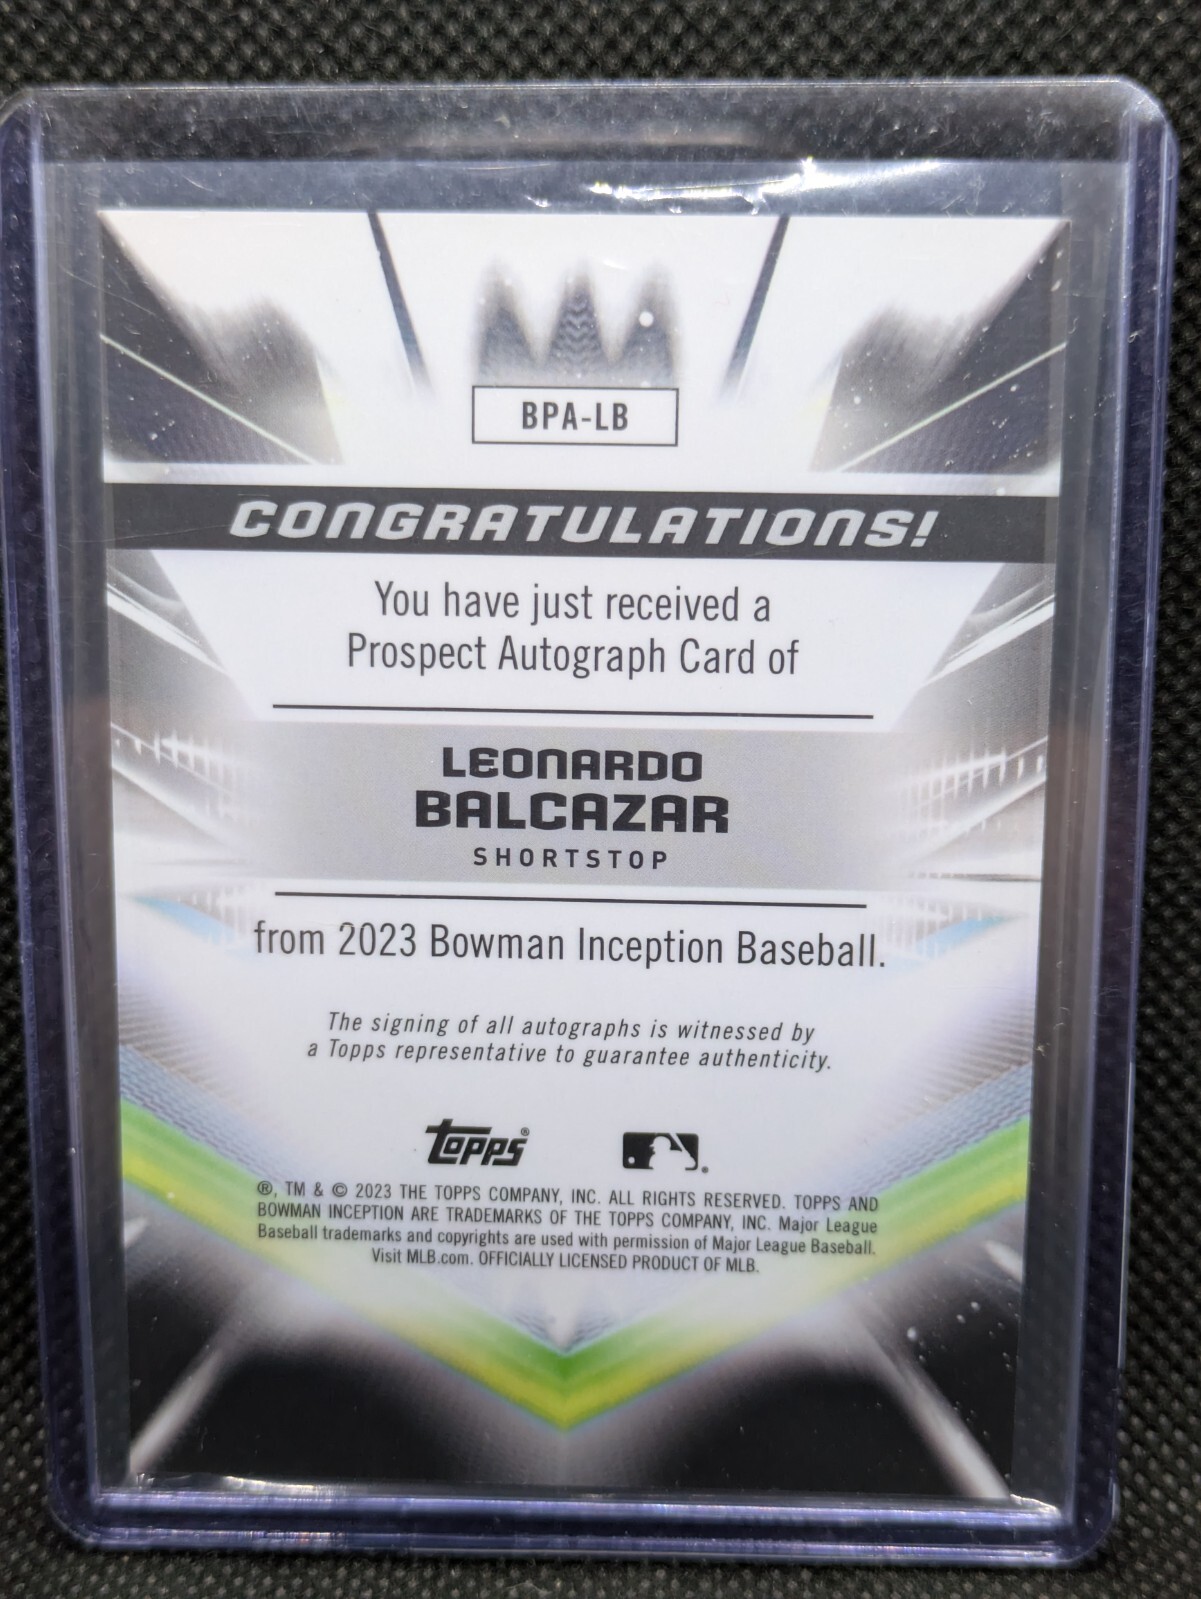 BPA-LB
CONGRATULATIONS!
You have just received a
Prospect Autograph Card of
LEONARDO
BALCAZAR
SHORTSTOP
from 2023 Bowman Inception Baseball.
The signing of all autographs is witnessed by
a Topps representative to guarantee authenticity.
topps®
®, TM & © 2023 THE TOPPS COMPANY, INC. ALL RIGHTS RESERVED. TOPPS AND
BOWMAN INCEPTION ARE TRADEMARKS OF THE TOPPS COMPANY, INC. Major League
Baseball trademarks and copyrights are used with permission of Major League Baseball.
Visit MLB.com. OFFICIALLY LICENSED PRODUCT OF MLB.